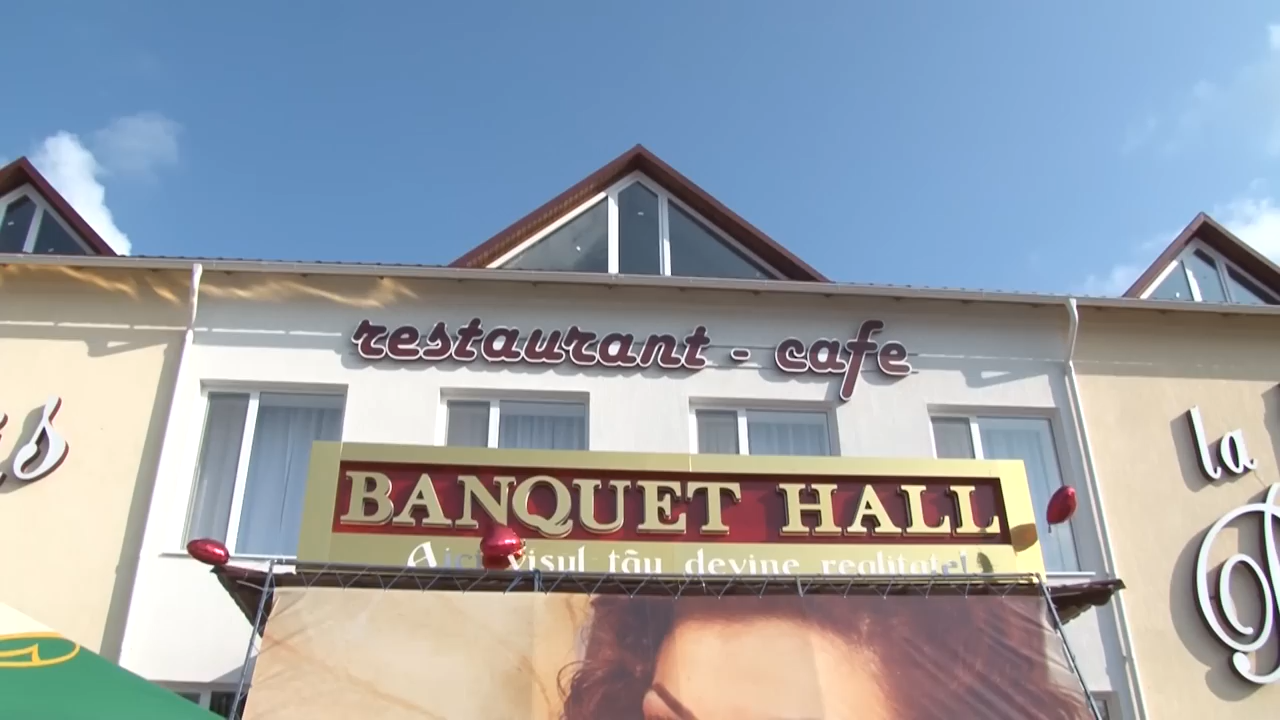 restaurant - cafe
la
BANQUET HALL
Aici visul tău devine realitate!